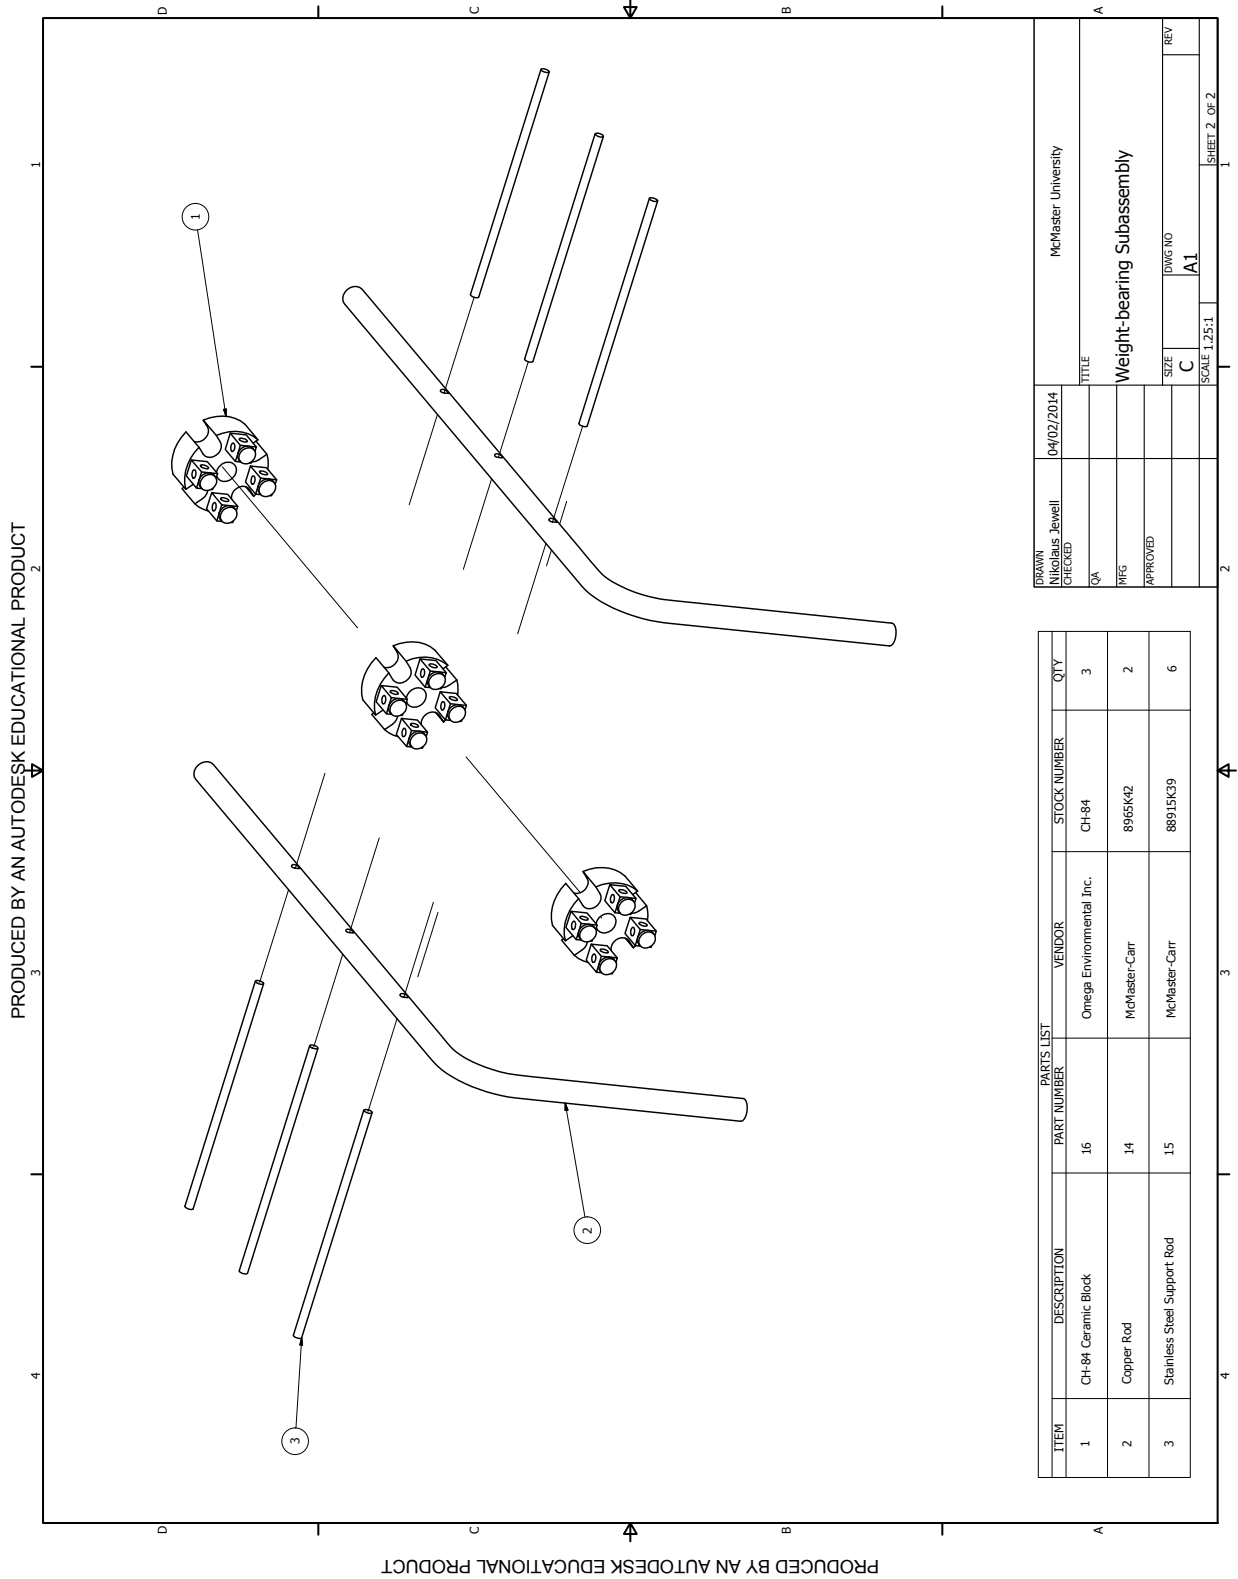 PRODUCED BY AN AUTODESK EDUCATIONAL PRODUCT
PRODUCED BY AN AUTODESK EDUCATIONAL PRODUCT
4 3 2 1
D
C
B
A
D
C
B
A
4 3 2 1
1
2
3
PARTS LIST
ITEM DESCRIPTION PART NUMBER VENDOR STOCK NUMBER QTY
1 CH-84 Ceramic Block 16 Omega Environmental Inc. CH-84 3
2 Copper Rod 14 McMaster-Carr 8965K42 2
3 Stainless Steel Support Rod 15 McMaster-Carr 88915K39 6
DRAWN
Nikolaus Jewell 04/02/2014
CHECKED
QA
MFG
APPROVED
McMaster University
TITLE
Weight-bearing Subassembly
SIZE
C
DWG NO
A1
REV
SCALE 1.25:1
SHEET 2 OF 2